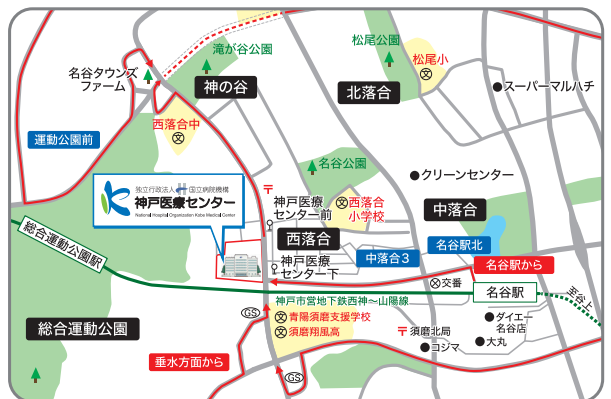 滝が谷公園
松尾公園
松尾小
名谷タウンズ
ファーム
神の谷
北落合
スーパーマルハチ
西落合中
運動公園前
名谷公園
クリーンセンター
独立行政法人 国立病院機構
神戸医療センター
National Hospital Organization Kobe Medical Center
神戸医療
センター前
西落合
小学校
中落合
総合運動公園駅
西落合
中落合3
名谷駅北
神戸医療
センター下
名谷駅から
交番
名谷駅
至谷上
神戸市営地下鉄西神〜山陽線
GS
青陽須磨支援学校
須磨翔風高
総合運動公園
ダイエー
名谷店
須磨北局
大丸
コジマ
垂水方面から
GS